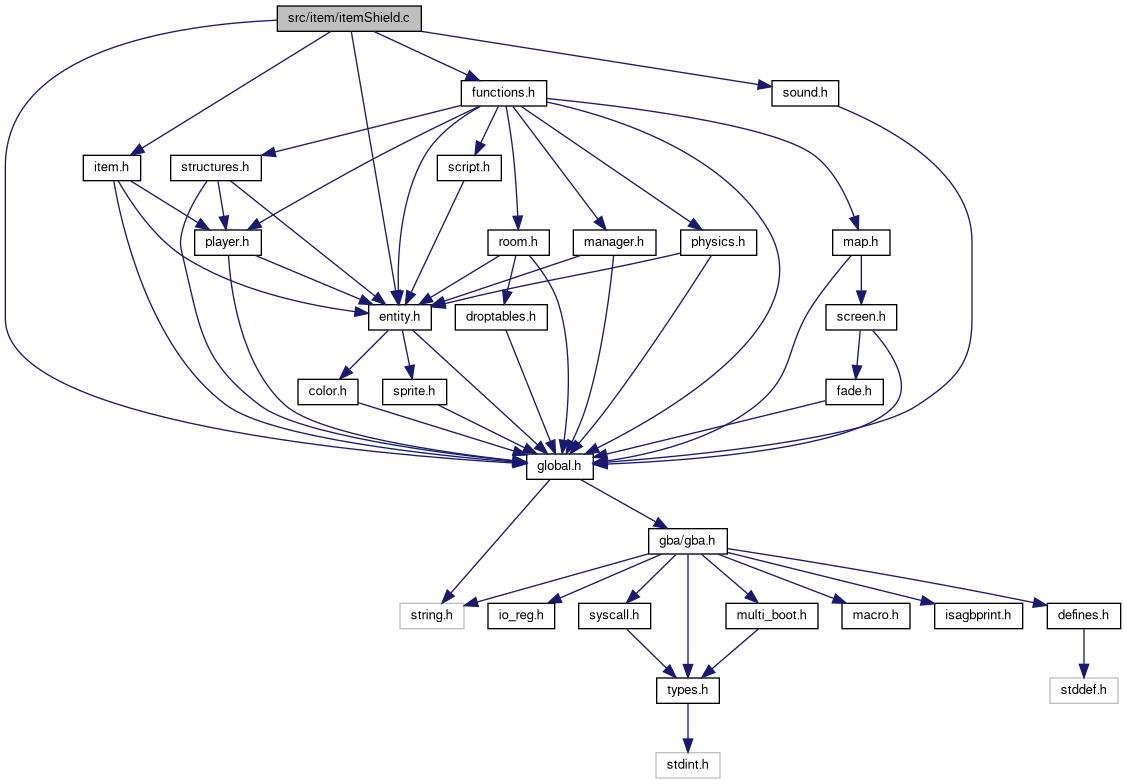 src/item/itemShield.c
functions.h
sound.h
item.h
structures.h
script.h
player.h
room.h
manager.h
physics.h
map.h
entity.h
droptables.h
screen.h
color.h
sprite.h
fade.h
global.h
gba/gba.h
string.h
io_reg.h
syscall.h
multi_boot.h
macro.h
isagbprint.h
defines.h
types.h
stddef.h
stdint.h